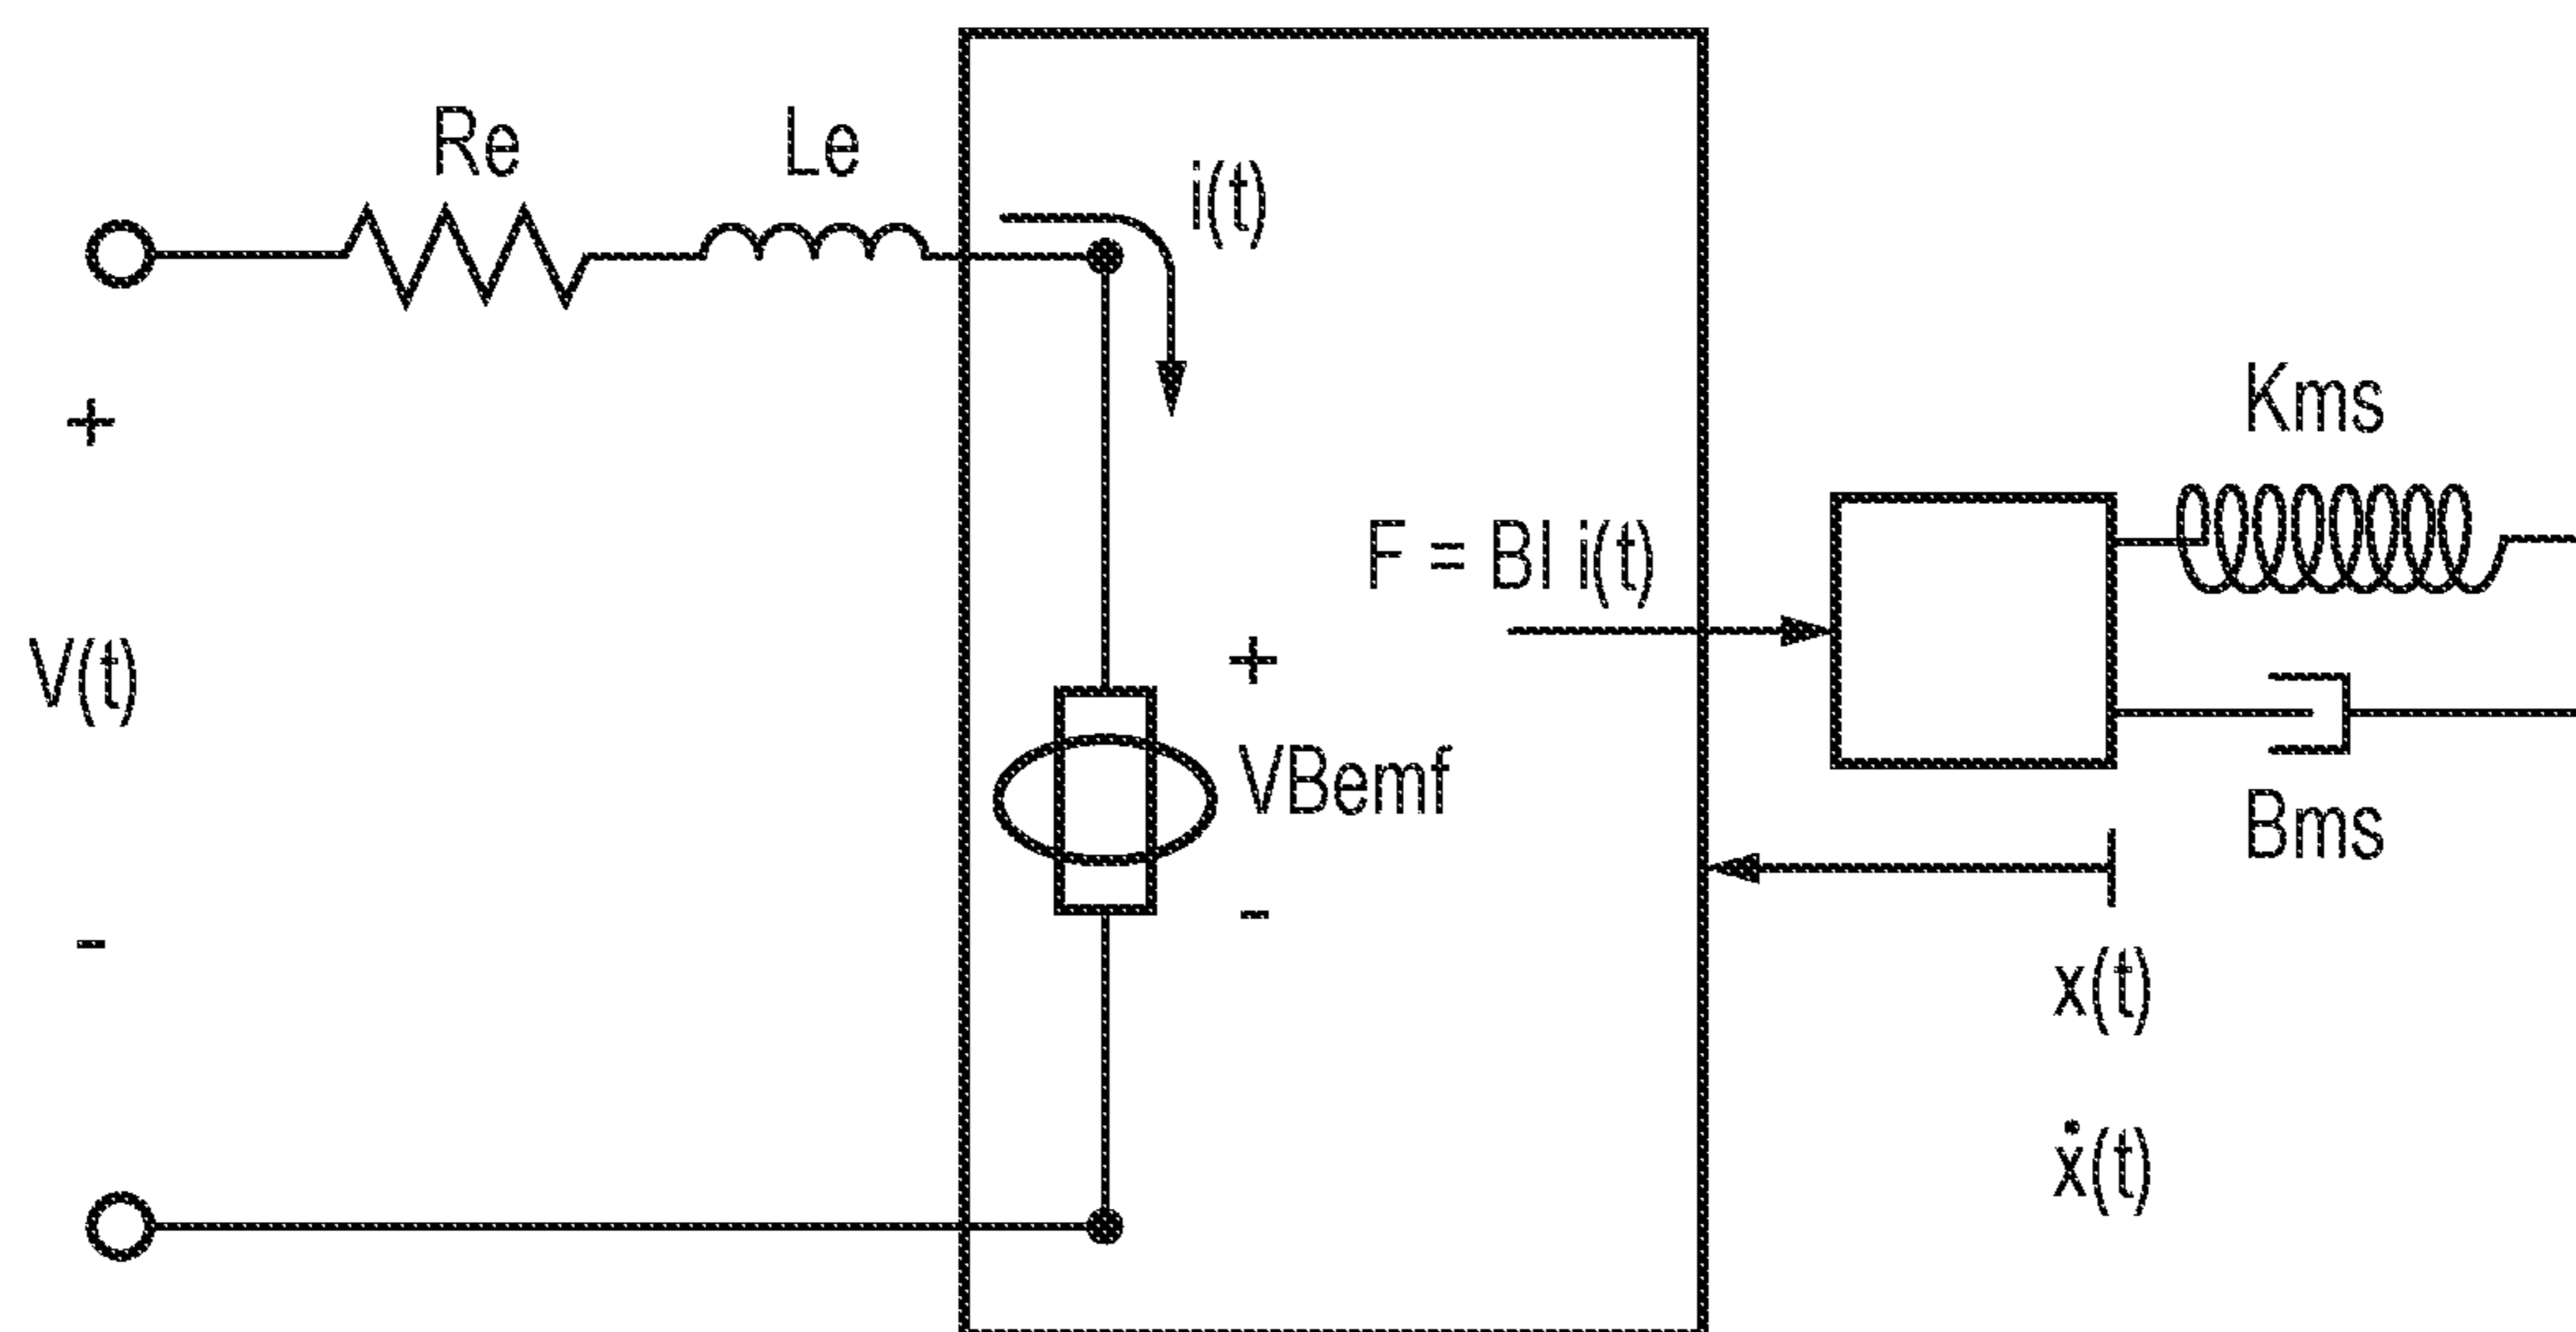 Re
Le
i(t)
+
V(t)
-
F = Bl i(t)
+
VBemf
-
Kms
Bms
x(t)
ẋ(t)